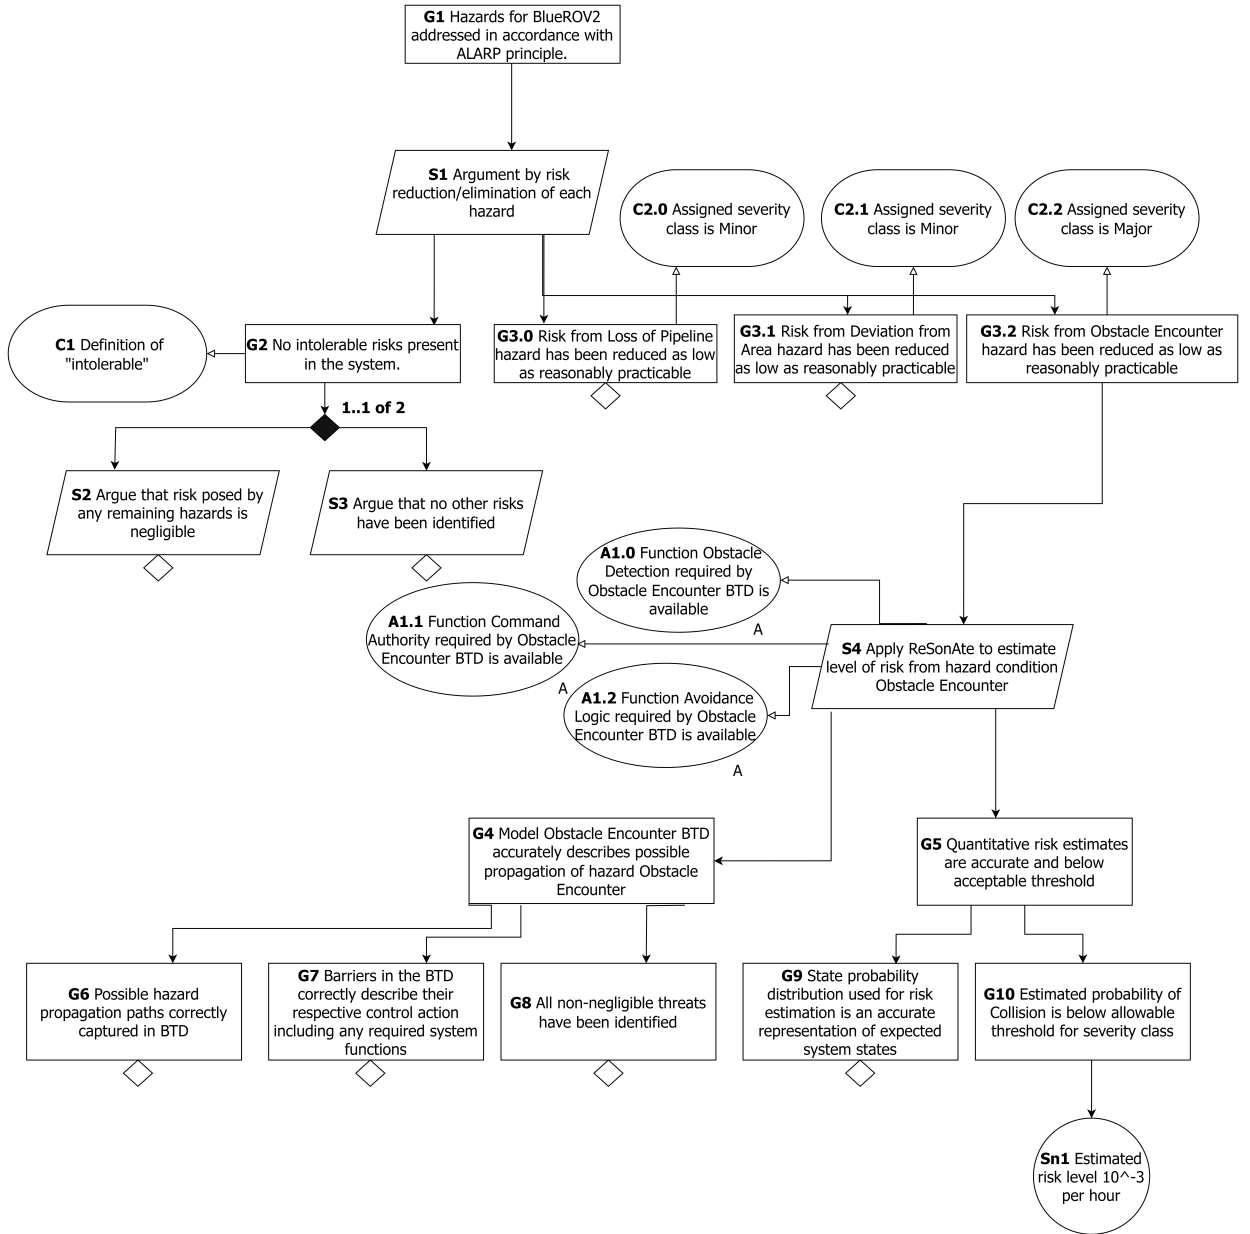 G1 Hazards for BlueROV2
addressed in accordance with
ALARP principle.
S1 Argument by risk
reduction/elimination of each
hazard
C2.0 Assigned severity
class is Minor
C2.1 Assigned severity
class is Minor
C2.2 Assigned severity
class is Major
C1 Definition of
"intolerable"
G2 No intolerable risks present
in the system.
G3.0 Risk from Loss of Pipeline
hazard has been reduced as low
as reasonably practicable
G3.1 Risk from Deviation from
Area hazard has been reduced
as low as reasonably practicable
G3.2 Risk from Obstacle Encounter
hazard has been reduced as low as
reasonably practicable
1..1 of 2
S2 Argue that risk posed by
any remaining hazards is
negligible
S3 Argue that no other risks
have been identified
A1.0 Function Obstacle
Detection required by
Obstacle Encounter BTD is
available
A
A1.1 Function Command
Authority required by Obstacle
Encounter BTD is available
A
A1.2 Function Avoidance
Logic required by Obstacle
Encounter BTD is available
A
S4 Apply ReSonAte to estimate
level of risk from hazard condition
Obstacle Encounter
G4 Model Obstacle Encounter BTD
accurately describes possible
propagation of hazard Obstacle
Encounter
G5 Quantitative risk estimates
are accurate and below
acceptable threshold
G6 Possible hazard
propagation paths correctly
captured in BTD
G7 Barriers in the BTD
correctly describe their
respective control action
including any required system
functions
G8 All non-negligible threats
have been identified
G9 State probability
distribution used for risk
estimation is an accurate
representation of expected
system states
G10 Estimated probability of
Collision is below allowable
threshold for severity class
Sn1 Estimated
risk level 10^-3
per hour